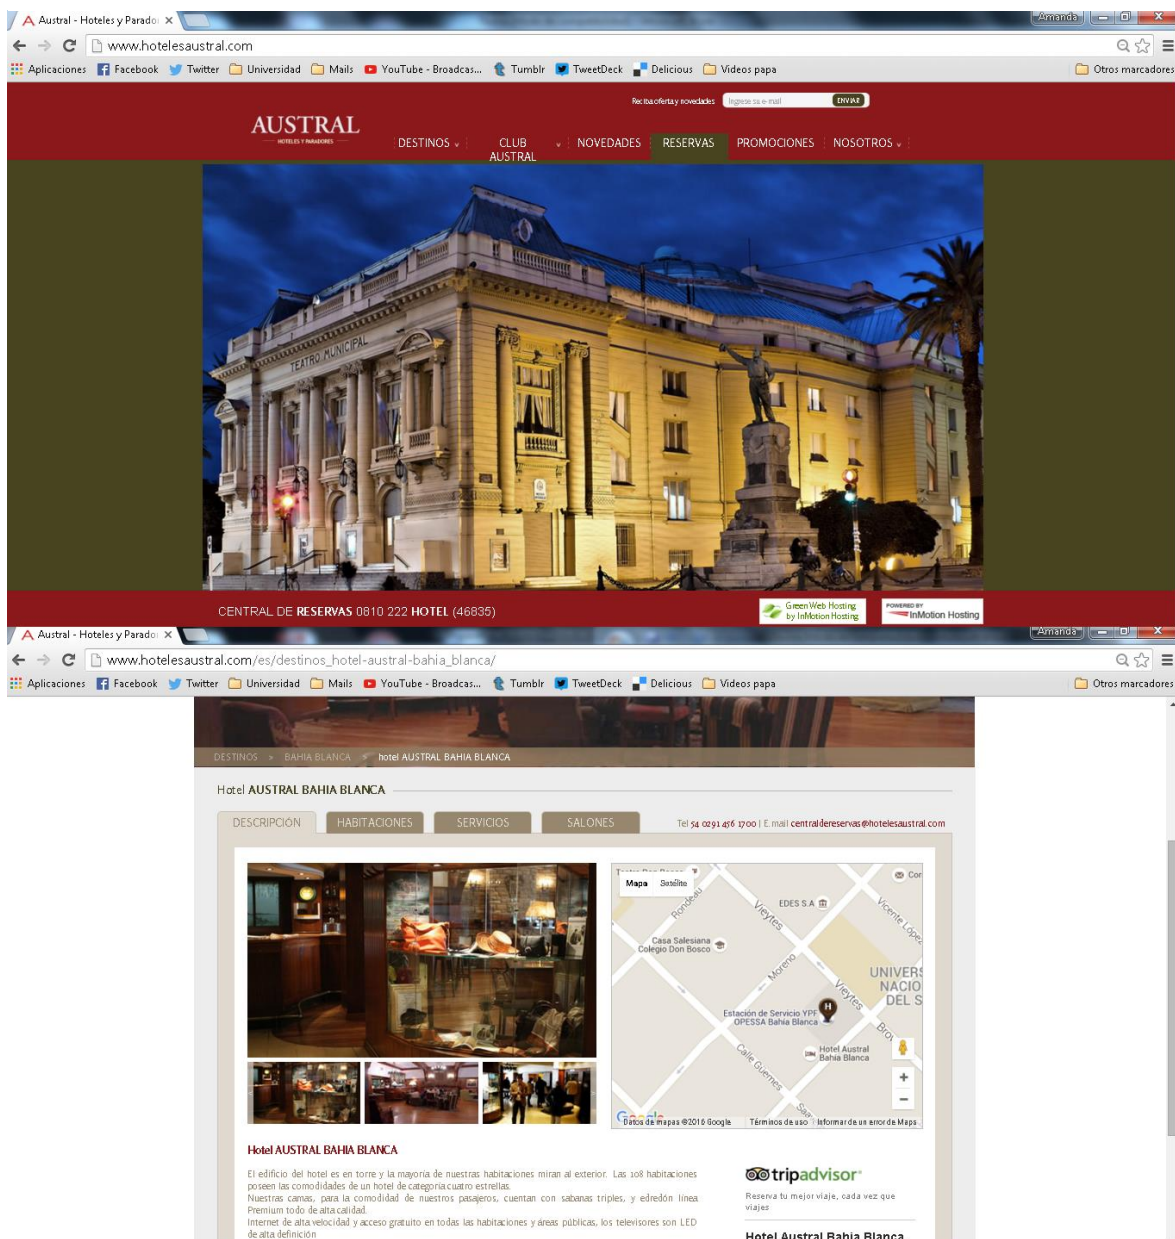 Austral - Hoteles y Parado
Amanda
www.hotelesaustral.com
Aplicaciones Facebook Twitter Universidad Mails YouTube - Broadcas... Tumblr TweetDeck Delicious Videos papa Otros marcadores
Reciba oferta y novedades Ingrese su e-mail ENVIAR
AUSTRAL
HOTELES Y PARADORES
DESTINOS CLUB AUSTRAL NOVEDADES RESERVAS PROMOCIONES NOSOTROS
TEATRO MUNICIPAL
CENTRAL DE RESERVAS 0810 222 HOTEL (46835)
Green Web Hosting
by InMotion Hosting
POWERED BY
InMotion Hosting
Austral - Hoteles y Parado
Amanda
www.hotelesaustral.com/es/destinos_hotel-austral-bahia_blanca/
Aplicaciones Facebook Twitter Universidad Mails YouTube - Broadcas... Tumblr TweetDeck Delicious Videos papa Otros marcadores
DESTINOS > BAHIA BLANCA > hotel AUSTRAL BAHIA BLANCA
Hotel AUSTRAL BAHIA BLANCA
DESCRIPCIÓN HABITACIONES SERVICIOS SALONES
Tel 54 0291 456 1700 | E. mail centraldereservas@hotelesaustral.com
Mapa Satélite
Cor
EDES S.A
Rondeau
Vieytes
Vicente López
Casa Salesiana
Colegio Don Bosco
Moreno
UNIVERS
NACIO
DEL S
Vieytes
Estación de Servicio YPF
OPESSA Bahia Blanca
Bro
Hotel Austral
Bahia Blanca
Calle Guemes
Google
Datos de mapas ©2016 Google Términos de uso Informar de un error de Maps
Hotel AUSTRAL BAHIA BLANCA
El edificio del hotel es en torre y la mayoría de nuestras habitaciones miran al exterior. Las 108 habitaciones
poseen las comodidades de un hotel de categoría cuatro estrellas.
Nuestras camas, para la comodidad de nuestros pasajeros, cuentan con sabanas triples, y edredón línea
Premium todo de alta calidad.
Internet de alta velocidad y acceso gratuito en todas las habitaciones y áreas públicas, los televisores son LED
de alta definición
tripadvisor
Reserva tu mejor viaje, cada vez que
viajes
Hotel Austral Bahia Blanca